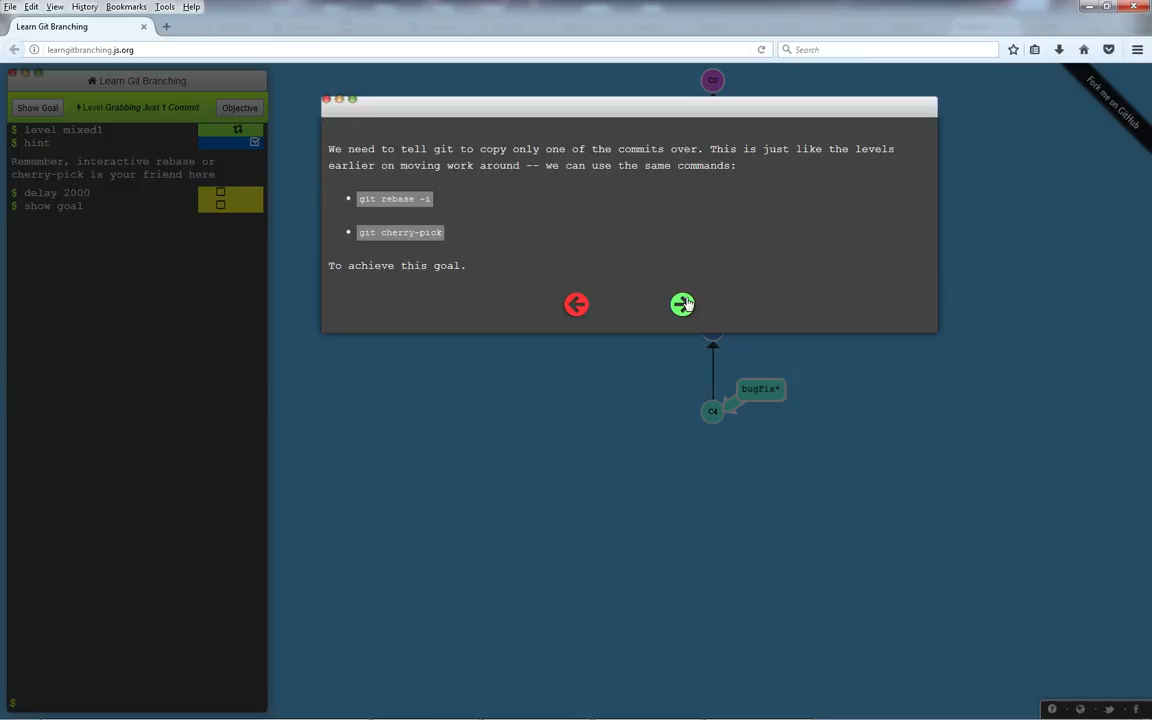 File Edit View History Bookmarks Tools Help
Learn Git Branching
learngitbranching.js.org
Search
Learn Git Branching
Show Goal
Level Grabbing Just 1 Commit
Objective
$ level mixed1
$ hint
Remember, interactive rebase or
cherry-pick is your friend here
$ delay 2000
$ show goal
$
C0
Fork me on GitHub
We need to tell git to copy only one of the commits over. This is just like the levels
earlier on moving work around -- we can use the same commands:
• git rebase -i
• git cherry-pick
To achieve this goal.
bugFix*
C4